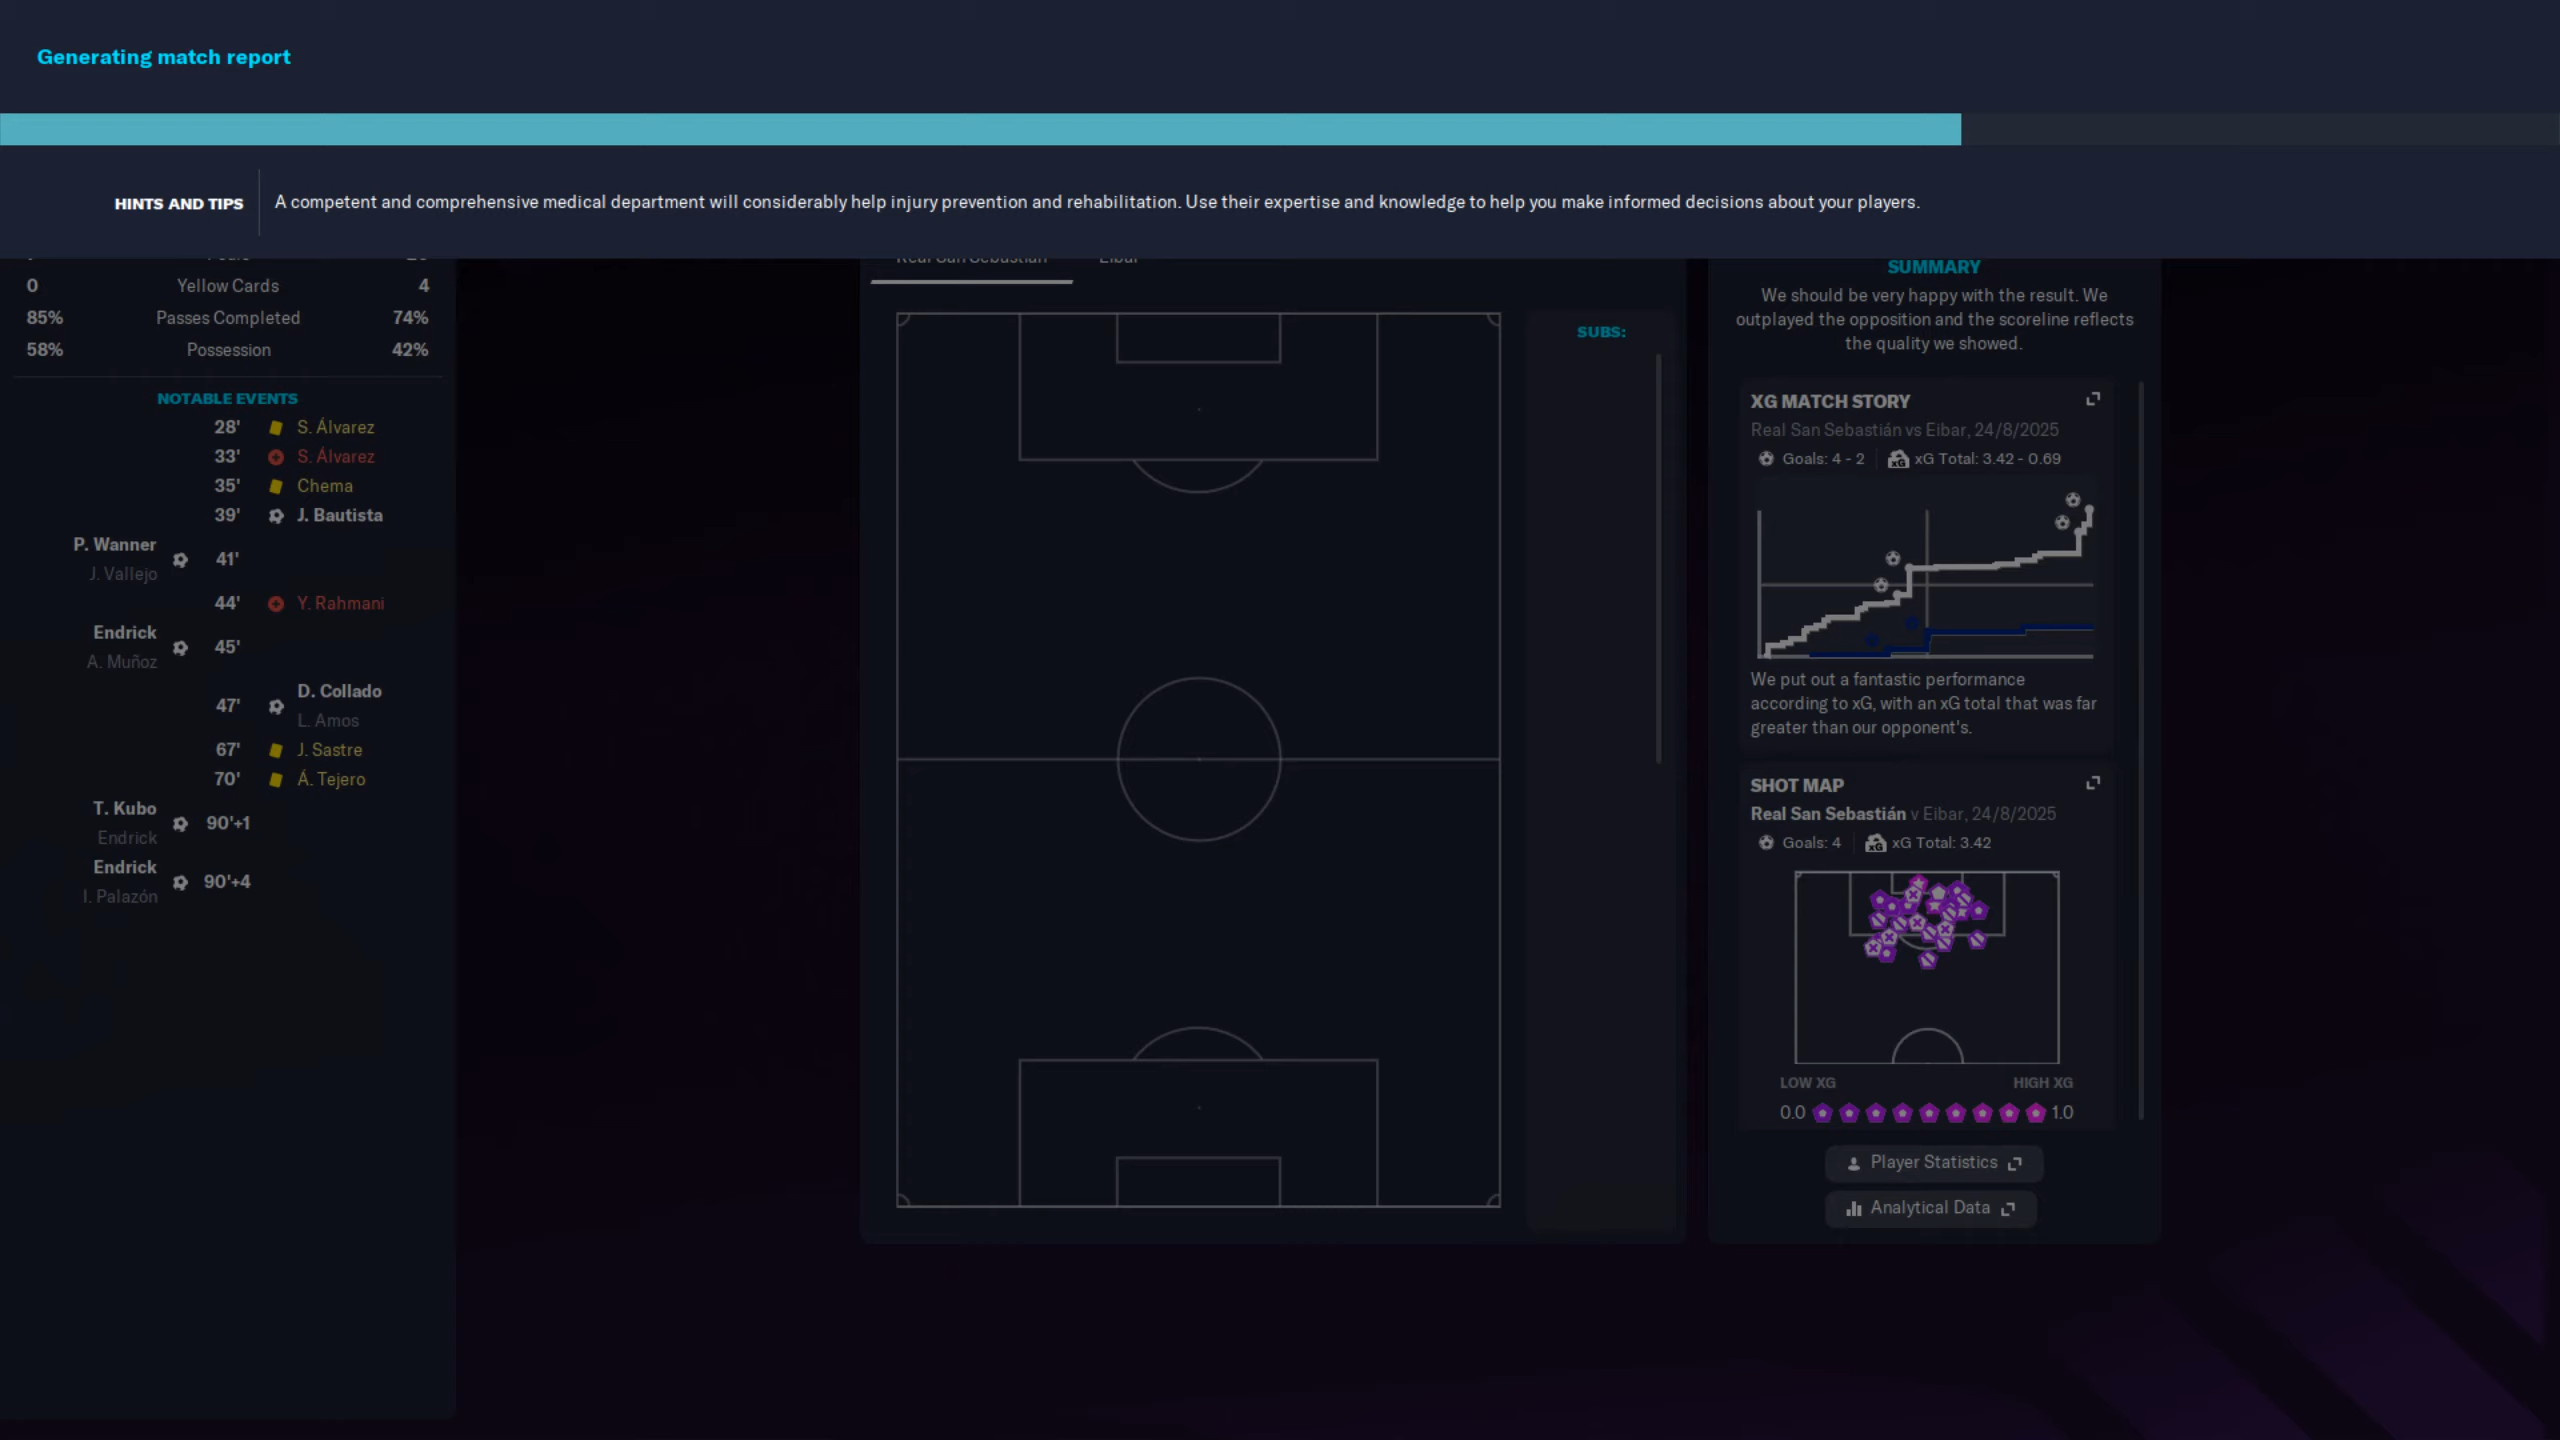 Generating match report
HINTS AND TIPS
A competent and comprehensive medical department will considerably help injury prevention and rehabilitation. Use their expertise and knowledge to help you make informed decisions about your players.
0 Yellow Cards 4
85% Passes Completed 74%
58% Possession 42%
NOTABLE EVENTS
28' S. Álvarez
33' S. Álvarez
35' Chema
39' J. Bautista
P. Wanner
41'
J. Vallejo
44' Y. Rahmani
Endrick
45'
A. Muñoz
D. Collado
47'
L. Amos
67' J. Sastre
70' Á. Tejero
T. Kubo
90'+1
Endrick
Endrick
90'+4
I. Palazón
Real San Sebastián Eibar
SUBS:
SUMMARY
We should be very happy with the result. We
outplayed the opposition and the scoreline reflects
the quality we showed.
XG MATCH STORY
Real San Sebastián vs Eibar, 24/8/2025
Goals: 4 - 2 xG xG Total: 3.42 - 0.69
We put out a fantastic performance
according to xG, with an xG total that was far
greater than our opponent's.
SHOT MAP
Real San Sebastián v Eibar, 24/8/2025
Goals: 4 xG xG Total: 3.42
LOW XG HIGH XG
0.0 1.0
Player Statistics
Analytical Data